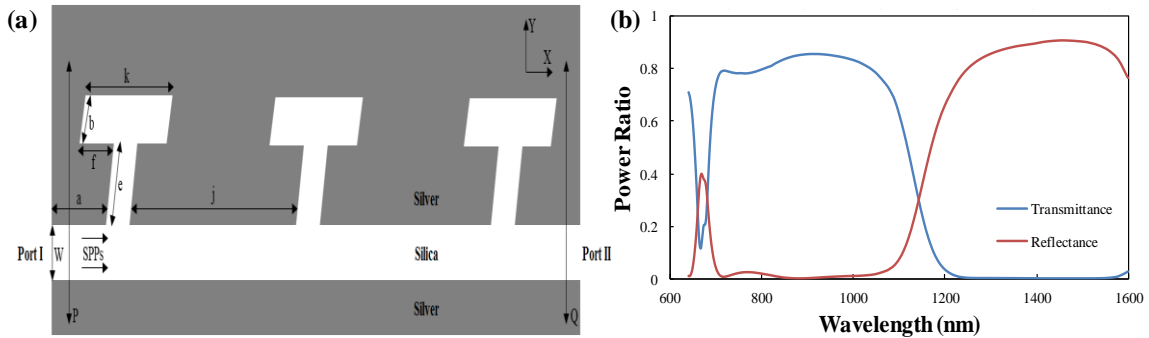 (a)
Y
X
k
b
f
e
a
j
Silver
Port I
W
SPPs
Silica
Port II
Silver
P
Q
(b)
Power Ratio
1
0.8
0.6
0.4
0.2
0
Transmittance
Reflectance
600 800 1000 1200 1400 1600
Wavelength (nm)